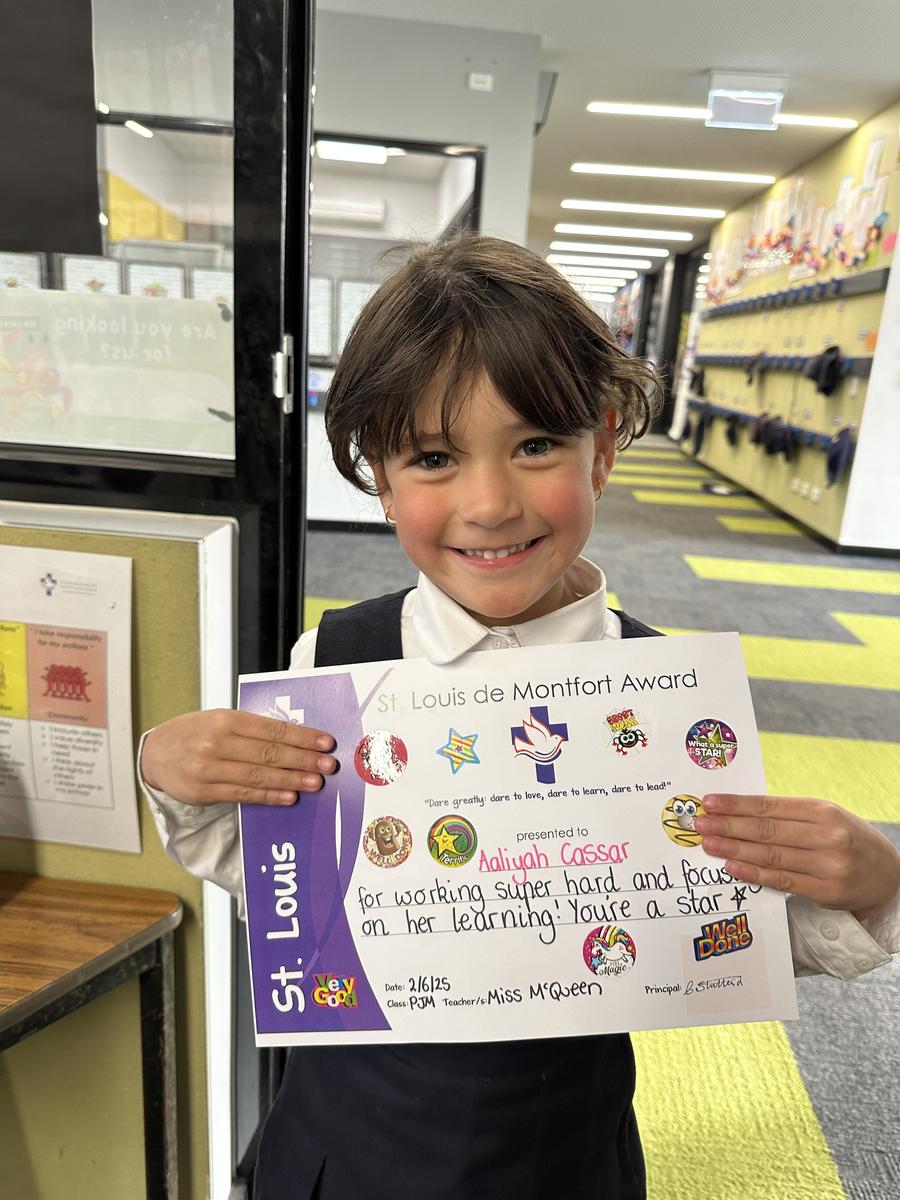 Are you looking
for us?
"I take responsibility
for my actions"
Community
St. Louis de Montfort Award
BOOT
What a super
STAR!
"Dare greatly: dare to love, dare to learn, dare to lead!"
Terrific
presented to
Aaliyah Cassar
for working super hard and focus
on her learning! You're a star
St. Louis
Magic
Well
Done
Very
Good
Date: 2/6/25
Class: PJM Teacher/s: Miss McQueen
Principal: